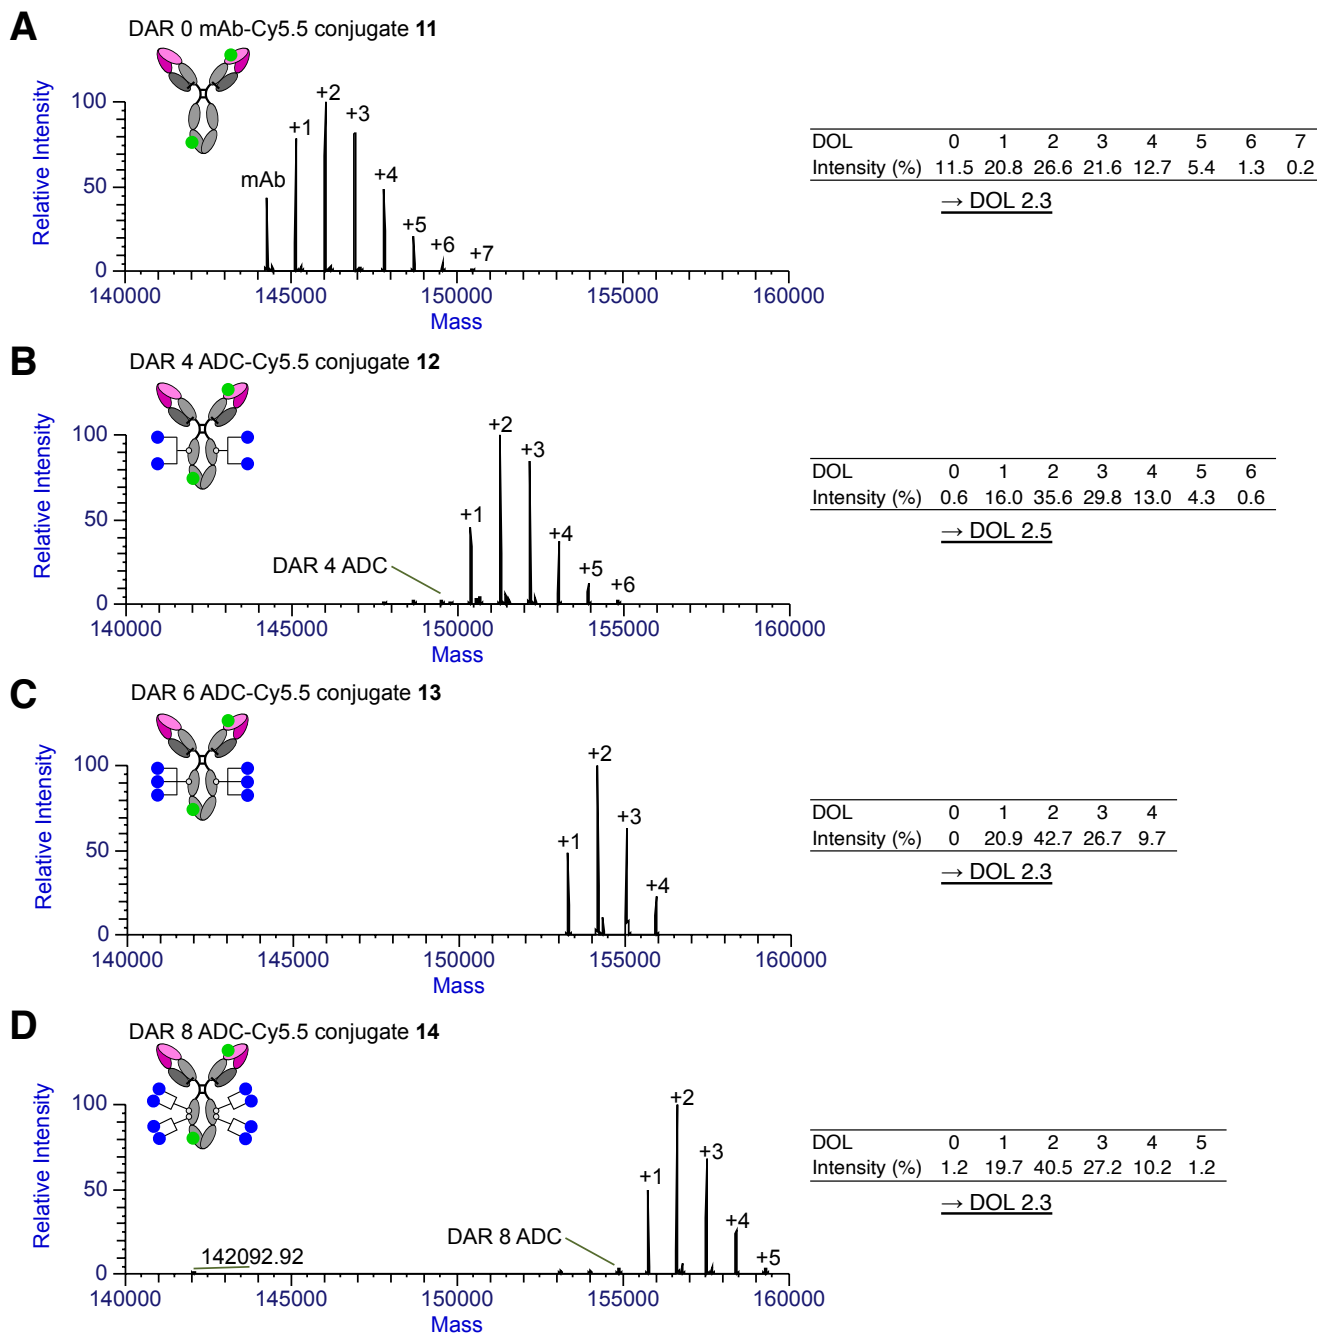 A
DAR 0 mAb-Cy5.5 conjugate 11
Relative Intensity
100
50
0
mAb
+1
+2
+3
+4
+5
+6
+7
140000 145000 150000 155000 160000
Mass
DOL 0 1 2 3 4 5 6 7
Intensity (%) 11.5 20.8 26.6 21.6 12.7 5.4 1.3 0.2
→ DOL 2.3
B
DAR 4 ADC-Cy5.5 conjugate 12
Relative Intensity
100
50
0
DAR 4 ADC
+1
+2
+3
+4
+5
+6
140000 145000 150000 155000 160000
Mass
DOL 0 1 2 3 4 5 6
Intensity (%) 0.6 16.0 35.6 29.8 13.0 4.3 0.6
→ DOL 2.5
C
DAR 6 ADC-Cy5.5 conjugate 13
Relative Intensity
100
50
0
+1
+2
+3
+4
140000 145000 150000 155000 160000
Mass
DOL 0 1 2 3 4
Intensity (%) 0 20.9 42.7 26.7 9.7
→ DOL 2.3
D
DAR 8 ADC-Cy5.5 conjugate 14
Relative Intensity
100
50
0
142092.92
DAR 8 ADC
+1
+2
+3
+4
+5
140000 145000 150000 155000 160000
Mass
DOL 0 1 2 3 4 5
Intensity (%) 1.2 19.7 40.5 27.2 10.2 1.2
→ DOL 2.3